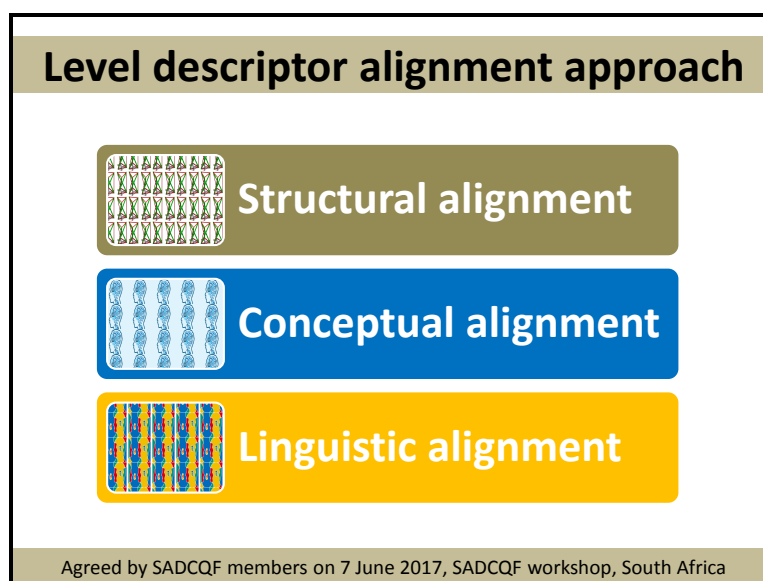 Level descriptor alignment approach
Structural alignment
Conceptual alignment
Linguistic alignment
Agreed by SADCQF members on 7 June 2017, SADCQF workshop, South Africa